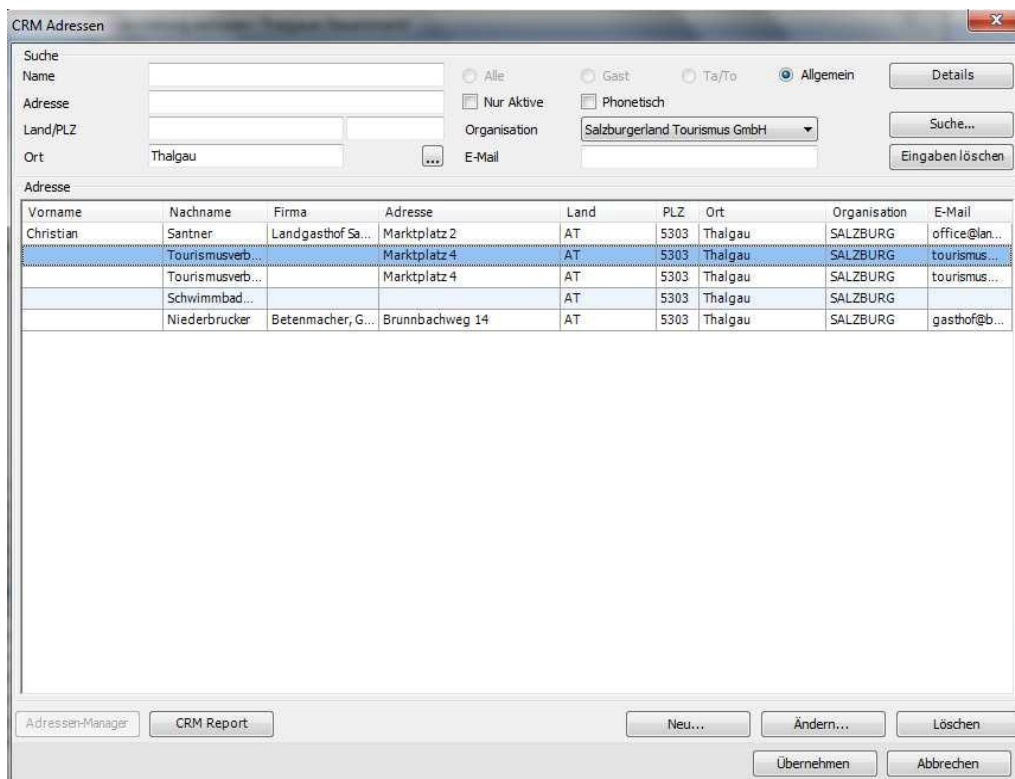 CRM Adressen
Suche
Name Alle Gast Ta/To Allgemein Details
Adresse Nur Aktive Phonetisch
Land/PLZ Organisation Salzburgerland Tourismus GmbH Suche...
Ort Thalgau ... E-Mail Eingaben löschen
Adresse
Vorname Nachname Firma Adresse Land PLZ Ort Organisation E-Mail
Christian Santner Landgasthof Sa... Marktplatz 2 AT 5303 Thalgau SALZBURG office@lan...
Tourismusverb... Marktplatz 4 AT 5303 Thalgau SALZBURG tourismus...
Tourismusverb... Marktplatz 4 AT 5303 Thalgau SALZBURG tourismus...
Schwimmbad... AT 5303 Thalgau SALZBURG
Niederbrucker Betenmacher, G... Brunnbachweg 14 AT 5303 Thalgau SALZBURG gasthof@b...
Adressen-Manager CRM Report Neu... Ändern... Löschen
Übernehmen Abbrechen